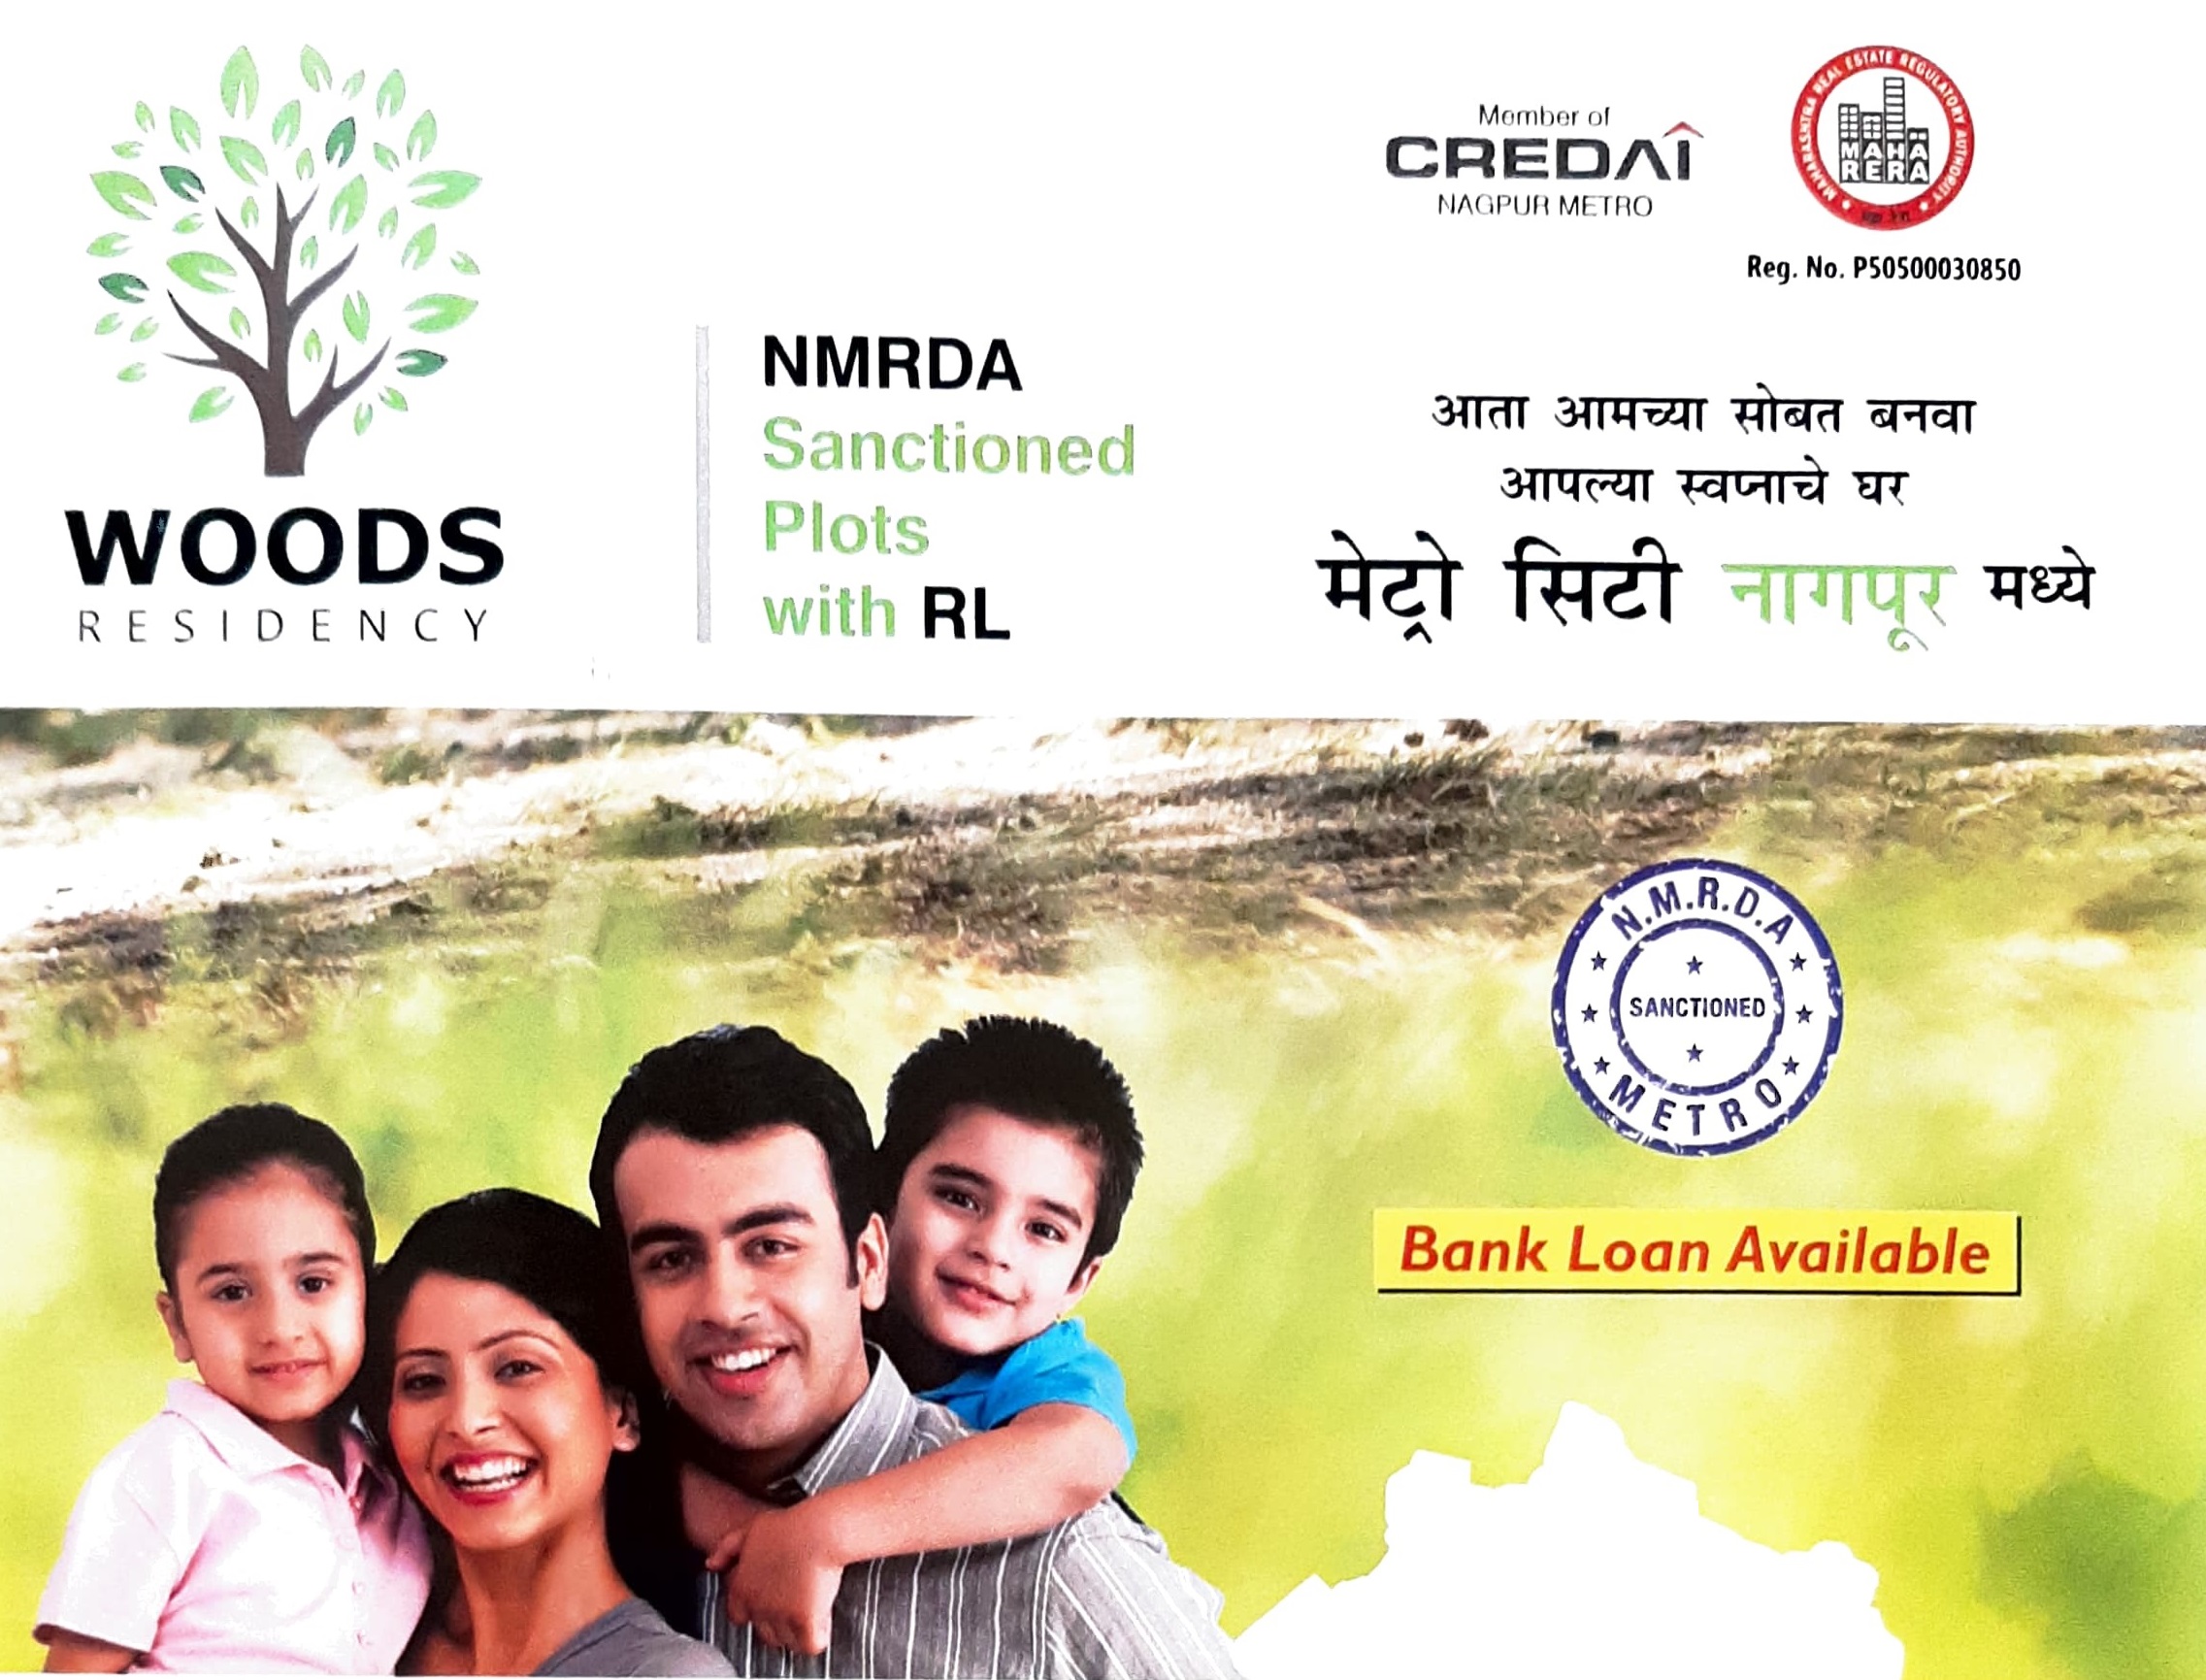 Member of
CREDAI
NAGPUR METRO
MAHARASHTRA REAL ESTATE REGULATORY AUTHORITY
MAHA
RERA
Reg. No. P50500030850
WOODS
RESIDENCY
NMRDA
Sanctioned
Plots
with RL
आता आमच्या सोबत बनवा
आपल्या स्वप्नाचे घर
मेट्रो सिटी नागपूर मध्ये
N.M.R.D.A
SANCTIONED
METRO
Bank Loan Available